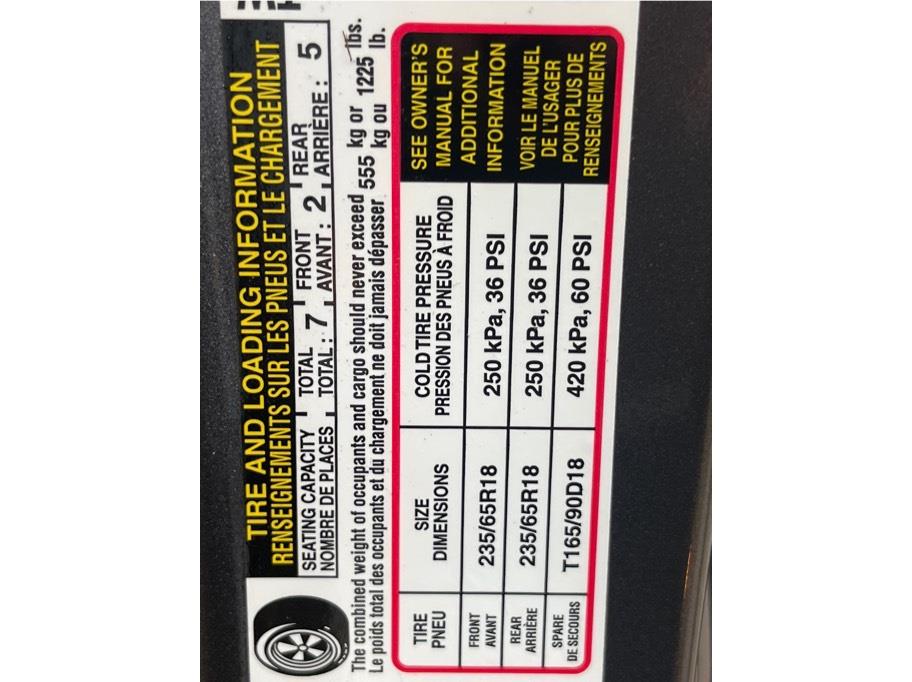 TIRE AND LOADING INFORMATION
RENSEIGNEMENTS SUR LES PNEUS ET LE CHARGEMENT
SEATING CAPACITY TOTAL FRONT REAR
NOMBRE DE PLACES TOTAL : 7 AVANT : 2 ARRIÈRE : 5
The combined weight of occupants and cargo should never exceed 555 kg or 1225 lbs.
Le poids total des occupants et du chargement ne doit jamais dépasser kg ou lb.
TIRE
PNEU
SIZE
DIMENSIONS
COLD TIRE PRESSURE
PRESSION DES PNEUS À FROID
FRONT
AVANT
235/65R18
250 kPa, 36 PSI
REAR
ARRIÈRE
235/65R18
250 kPa, 36 PSI
SPARE
DE SECOURS
T165/90D18
420 kPa, 60 PSI
SEE OWNER'S
MANUAL FOR
ADDITIONAL
INFORMATION
VOIR LE MANUEL
DE L'USAGER
POUR PLUS DE
RENSEIGNEMENTS